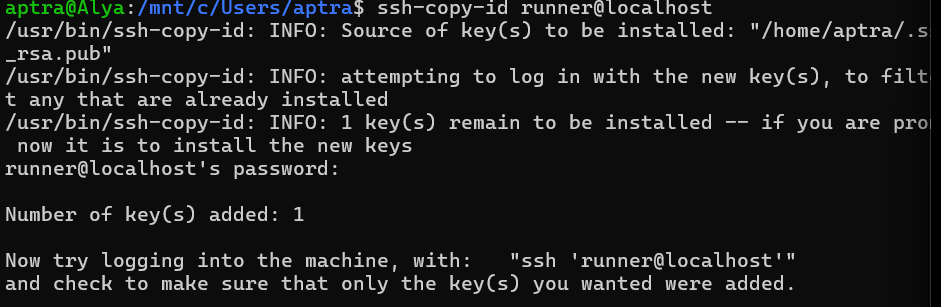 aptra@Alya:/mnt/c/Users/aptra$ ssh-copy-id runner@localhost
/usr/bin/ssh-copy-id: INFO: Source of key(s) to be installed: "/home/aptra/.s
_rsa.pub"
/usr/bin/ssh-copy-id: INFO: attempting to log in with the new key(s), to filt
t any that are already installed
/usr/bin/ssh-copy-id: INFO: 1 key(s) remain to be installed -- if you are pro
 now it is to install the new keys
runner@localhost's password:
Number of key(s) added: 1
Now try logging into the machine, with:   "ssh 'runner@localhost'"
and check to make sure that only the key(s) you wanted were added.